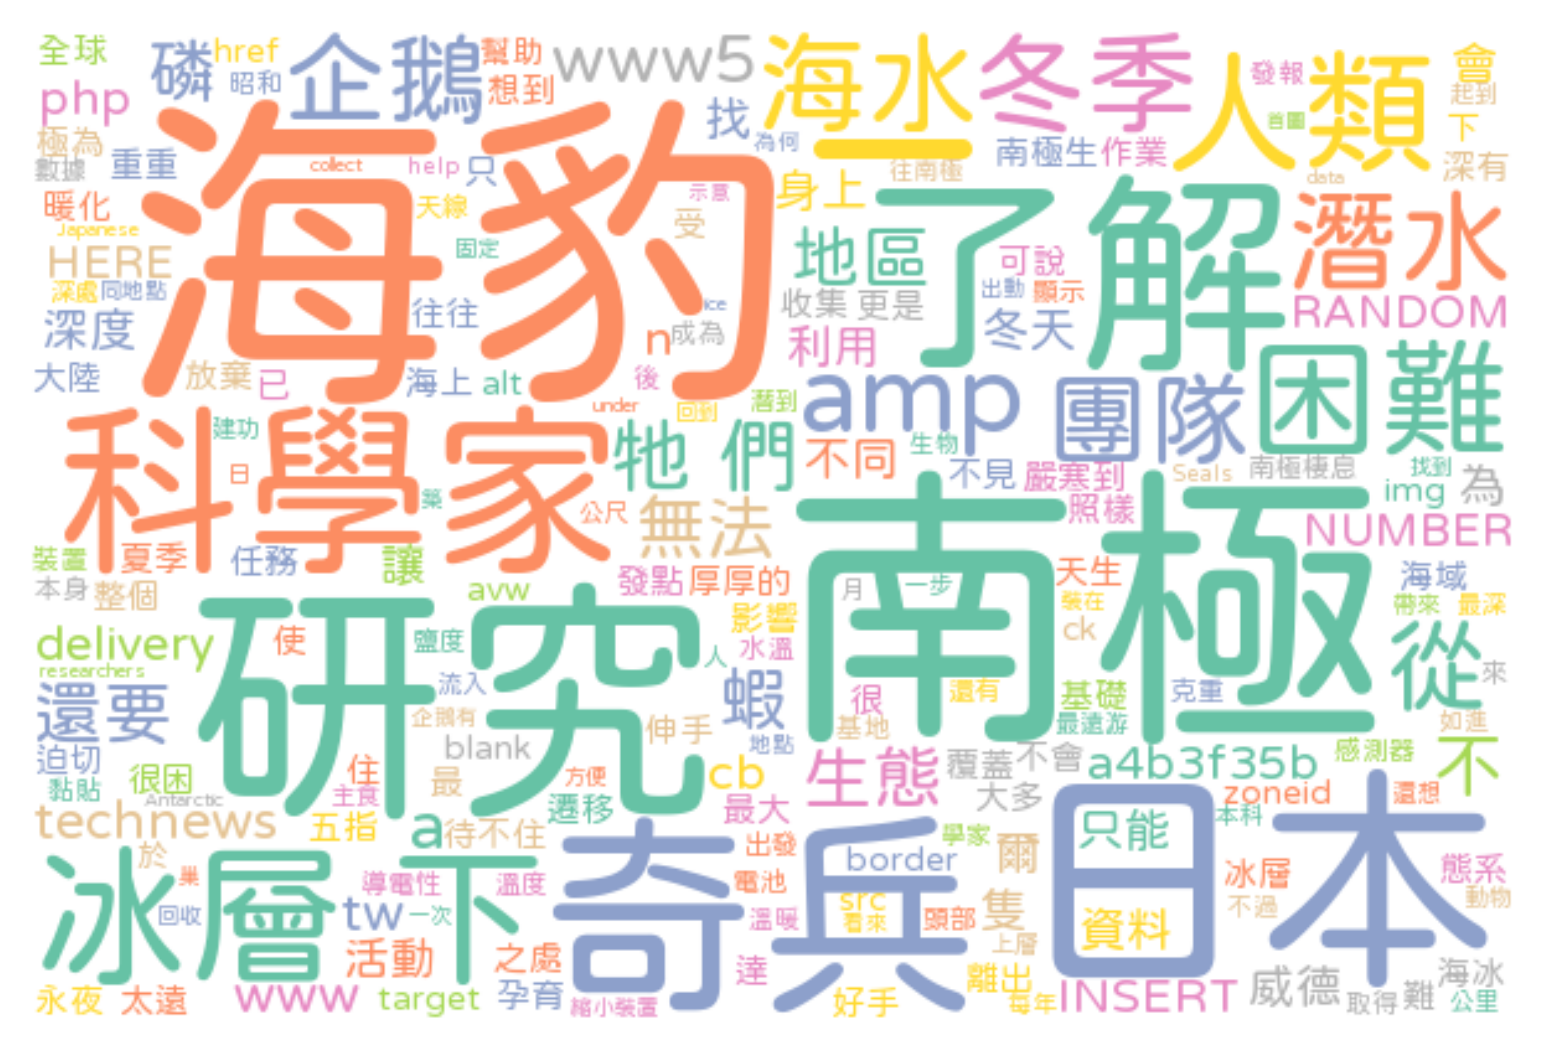 全球
磷
href
昭和
企鵝
幫助
想到
www5
海水
冬季
人類
發報
會
起到
php
極為
數據
重重
collect
help
只
找
為何
一
南極生
作業
首圖
下
深有
data
暖化
Japanese
HERE
深處
同地點
深度
大陸
海豹
天線
固定
往往
示意
受
ice
n
成為
身上
往南極
了解
地區
收集
更是
利用
可說
出動
顯示
冬天
潛水
RANDOM
放棄
已
海上
alt
後
under
回到
潛到
amp
團隊
困難
科學家
建功
日
築
公尺
牠
們
不同
生物
不見
嚴寒到
照樣
Seals
南極棲息
找到
img
為
NUMBER
無法
裝置
夏季
任務
讓
本身
整個
avw
發點
厚厚的
影響
水溫
南極
月
一步
天生
裝在
ck
海域
帶來
最深
delivery
researchers
使
研究
鹽度
流入
企鵝有
人
蝦
地點
很
基地
還有
基礎
最遠游
克重
從
來
如進
還要
迫切
黏貼
很困
Antarctic
住
主食
最
blank
伸手
方便
遷移
cb
最大
生態
覆蓋
不會
大多
a4b3f35b
感測器
不
zoneid
還想
technews
五指
a
待不住
於
巢
回收
冰層
下
導電性
溫度
tw
一次
活動
之處
奇兵
出發
電池
溫暖
達
border
src
看來
頭部
學家
爾
隻
上層
離出
每年
日本
只能
資料
本科
冰層
不過
態系
動物
永夜
太遠
www
target
孕育
縮小裝置
好手
INSERT
威德
取得
難
海冰
公里